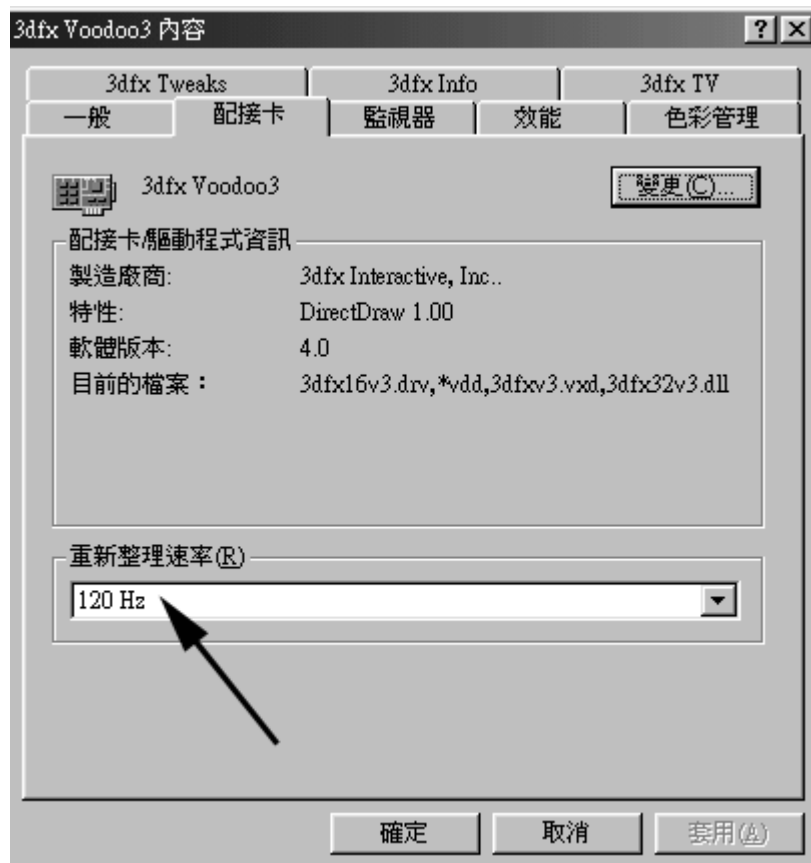 3dfx Voodoo3 內容
3dfx Tweaks 3dfx Info 3dfx TV
一般 配接卡 監視器 效能 色彩管理
3dfx Voodoo3 變更(C)...
配接卡/驅動程式資訊
製造廠商: 3dfx Interactive, Inc..
特性: DirectDraw 1.00
軟體版本: 4.0
目前的檔案： 3dfx16v3.drv,*vdd,3dfxv3.vxd,3dfx32v3.dll
重新整理速率(R)
120 Hz
確定 取消 套用(A)